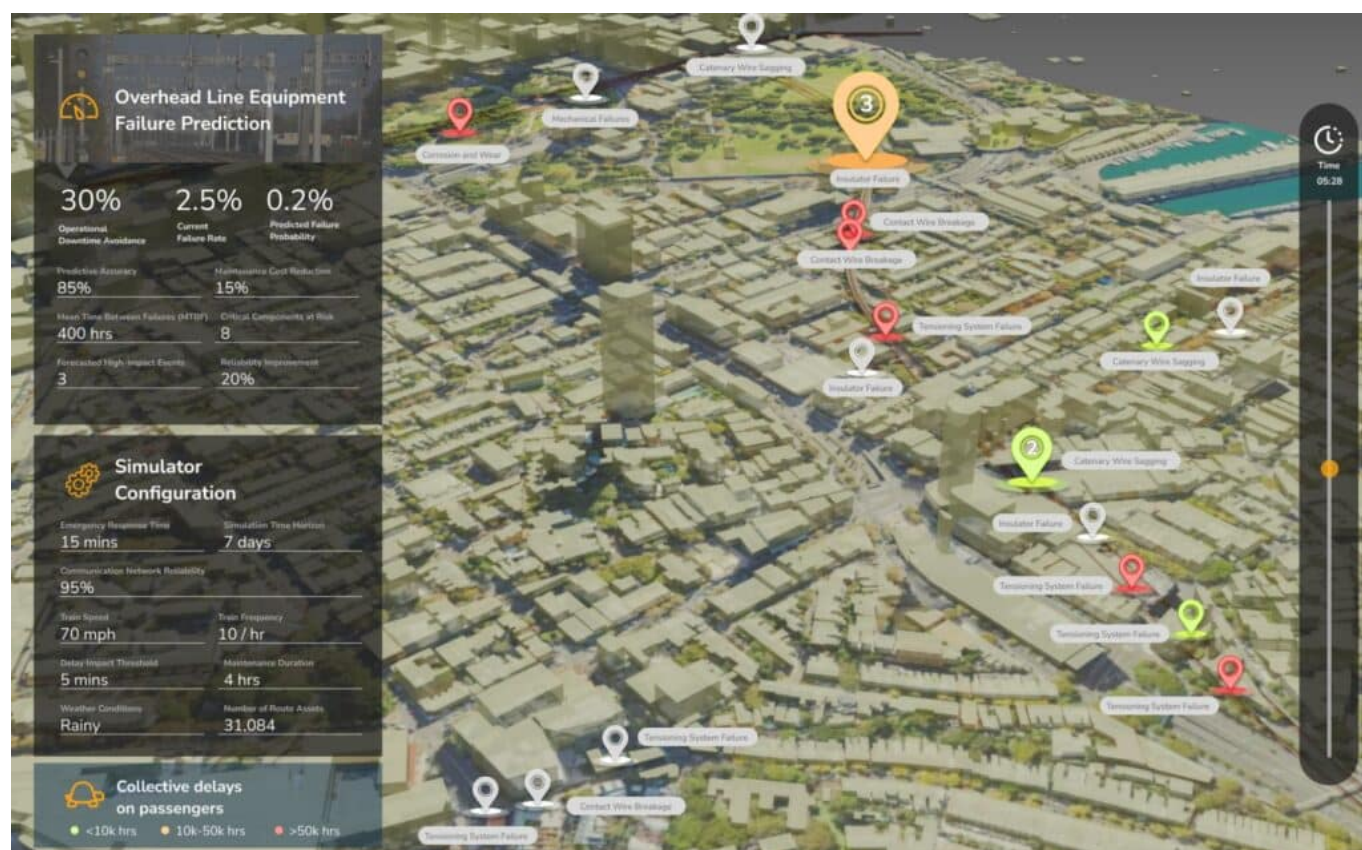 Overhead Line Equipment
Failure Prediction
30%
2.5%
0.2%
Operational
Downtime Avoidance
Current
Failure Rate
Predicted Failure
Probability
Predictive Accuracy
Maintenance Cost Reduction
85%
15%
Mean Time Between Failures (MTBF)
Critical Components at Risk
400 hrs
8
Forecasted High-Impact Events
Reliability Improvement
3
20%
Simulator
Configuration
Emergency Response Time
Simulation Time Horizon
15 mins
7 days
Communication Network Reliability
95%
Train Speed
Train Frequency
70 mph
10 / hr
Delay Impact Threshold
Maintenance Duration
5 mins
4 hrs
Weather Conditions
Number of Route Assets
Rainy
31,084
Collective delays
on passengers
<10k hrs
10k-50k hrs
>50k hrs
Catenary Wire Sagging
Mechanical Failures
Corrosion and Wear
3
Insulator Failure
Contact Wire Breakage
Contact Wire Breakage
Insulator Failure
Tensioning System Failure
Catenary Wire Sagging
Insulator Failure
2
Catenary Wire Sagging
Insulator Failure
Tensioning System Failure
Tensioning System Failure
Tensioning System Failure
Tensioning System Failure
Contact Wire Breakage
Tensioning System Failure
Time
05:28